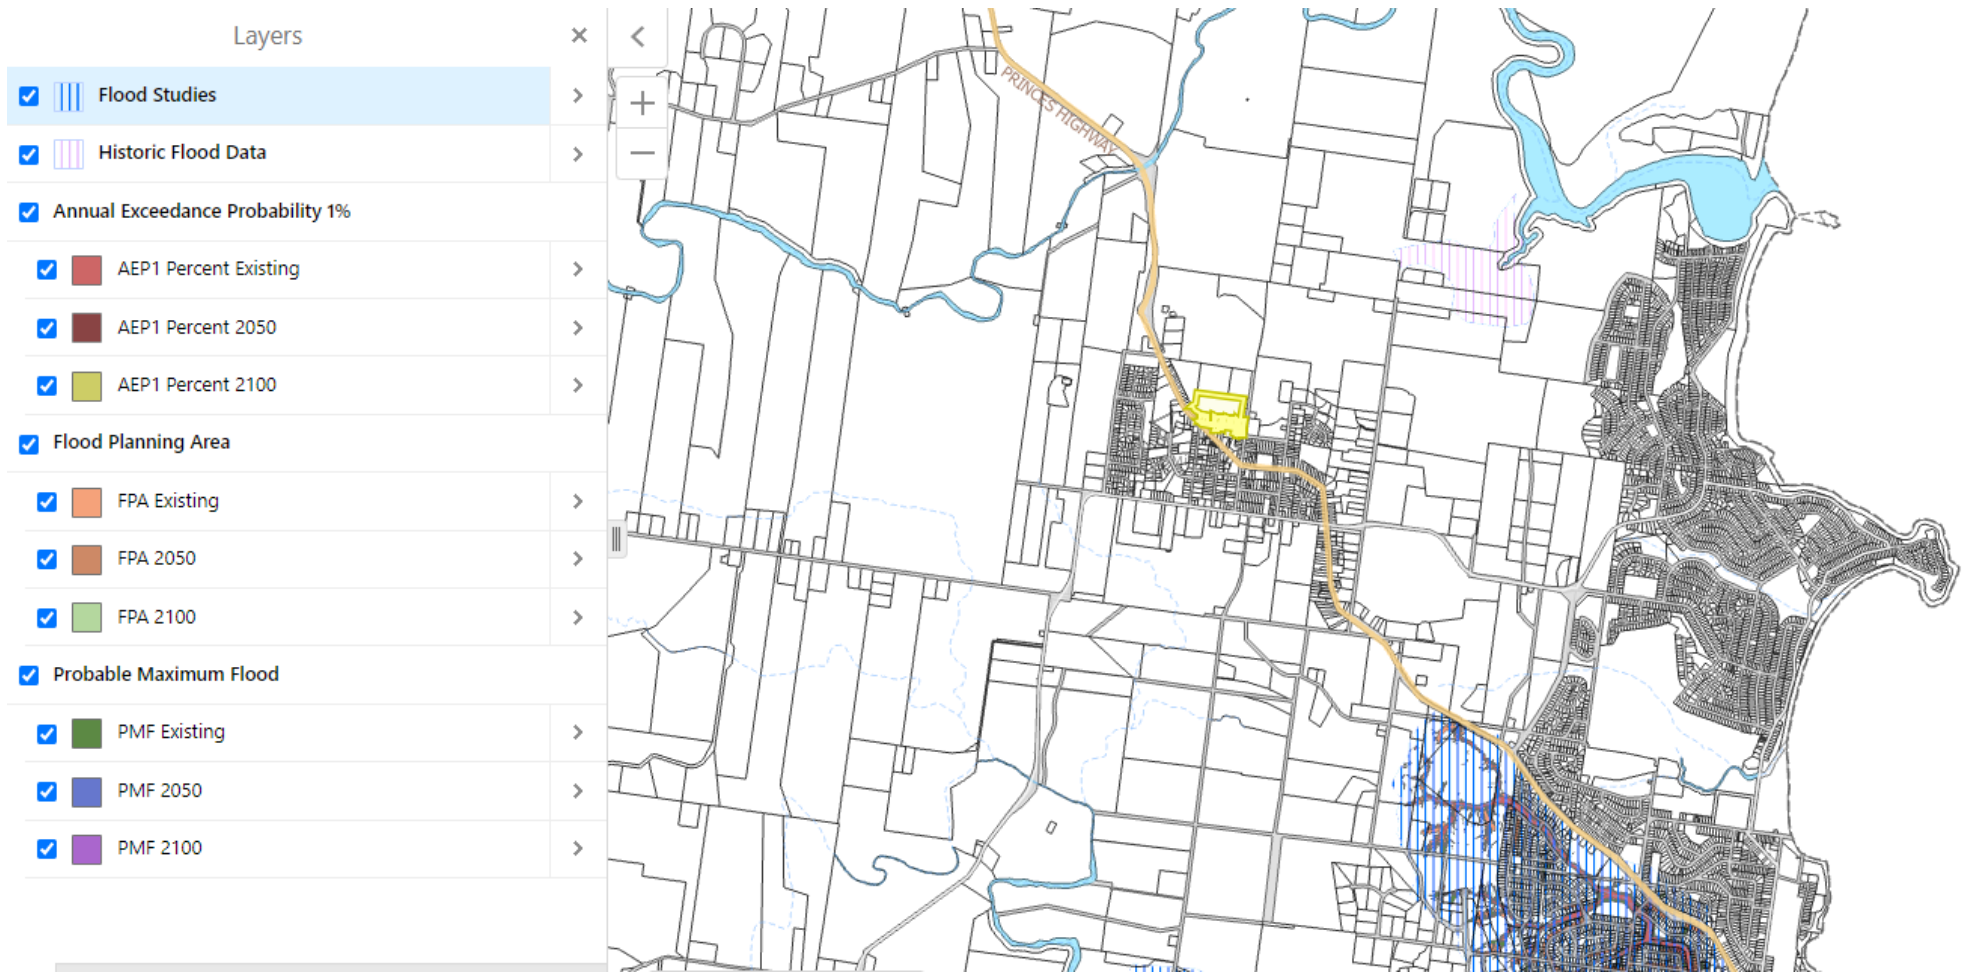 Layers
Flood Studies
Historic Flood Data
Annual Exceedance Probability 1%
AEP1 Percent Existing
AEP1 Percent 2050
AEP1 Percent 2100
Flood Planning Area
FPA Existing
FPA 2050
FPA 2100
Probable Maximum Flood
PMF Existing
PMF 2050
PMF 2100
PRINCES HIGHWAY